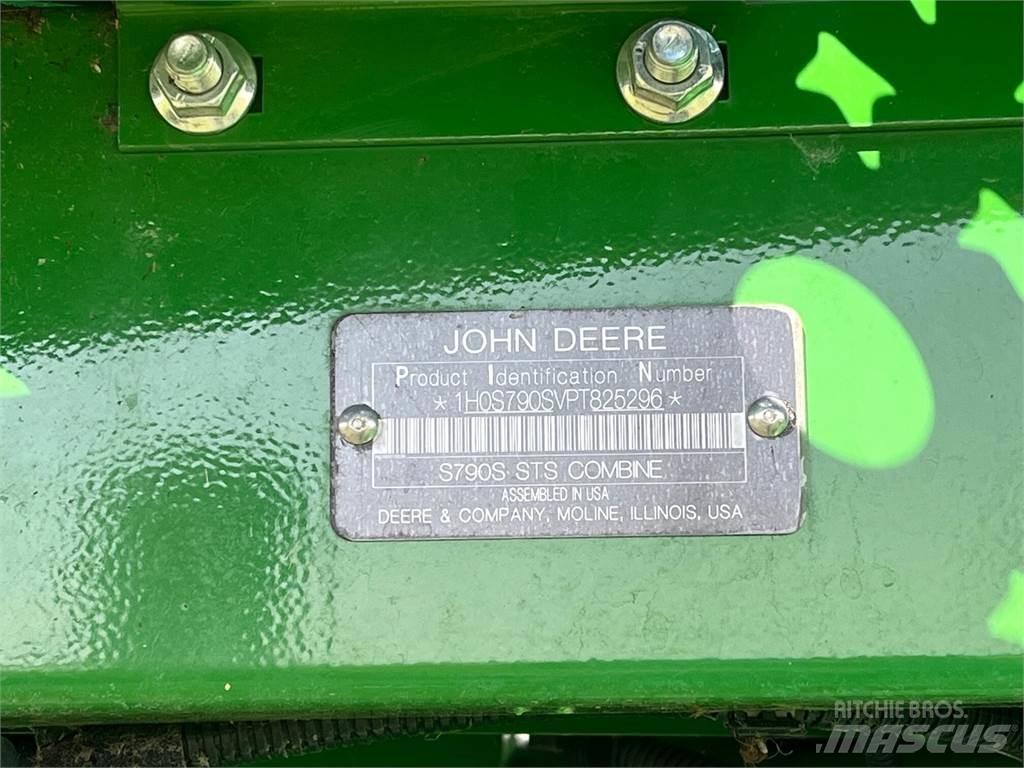 JOHN DEERE
Product Identification Number
*1H0S790SVPT825296*
S790S STS COMBINE
ASSEMBLED IN USA
DEERE & COMPANY, MOLINE, ILLINOIS, USA
RITCHIE BROS.
MASCUS